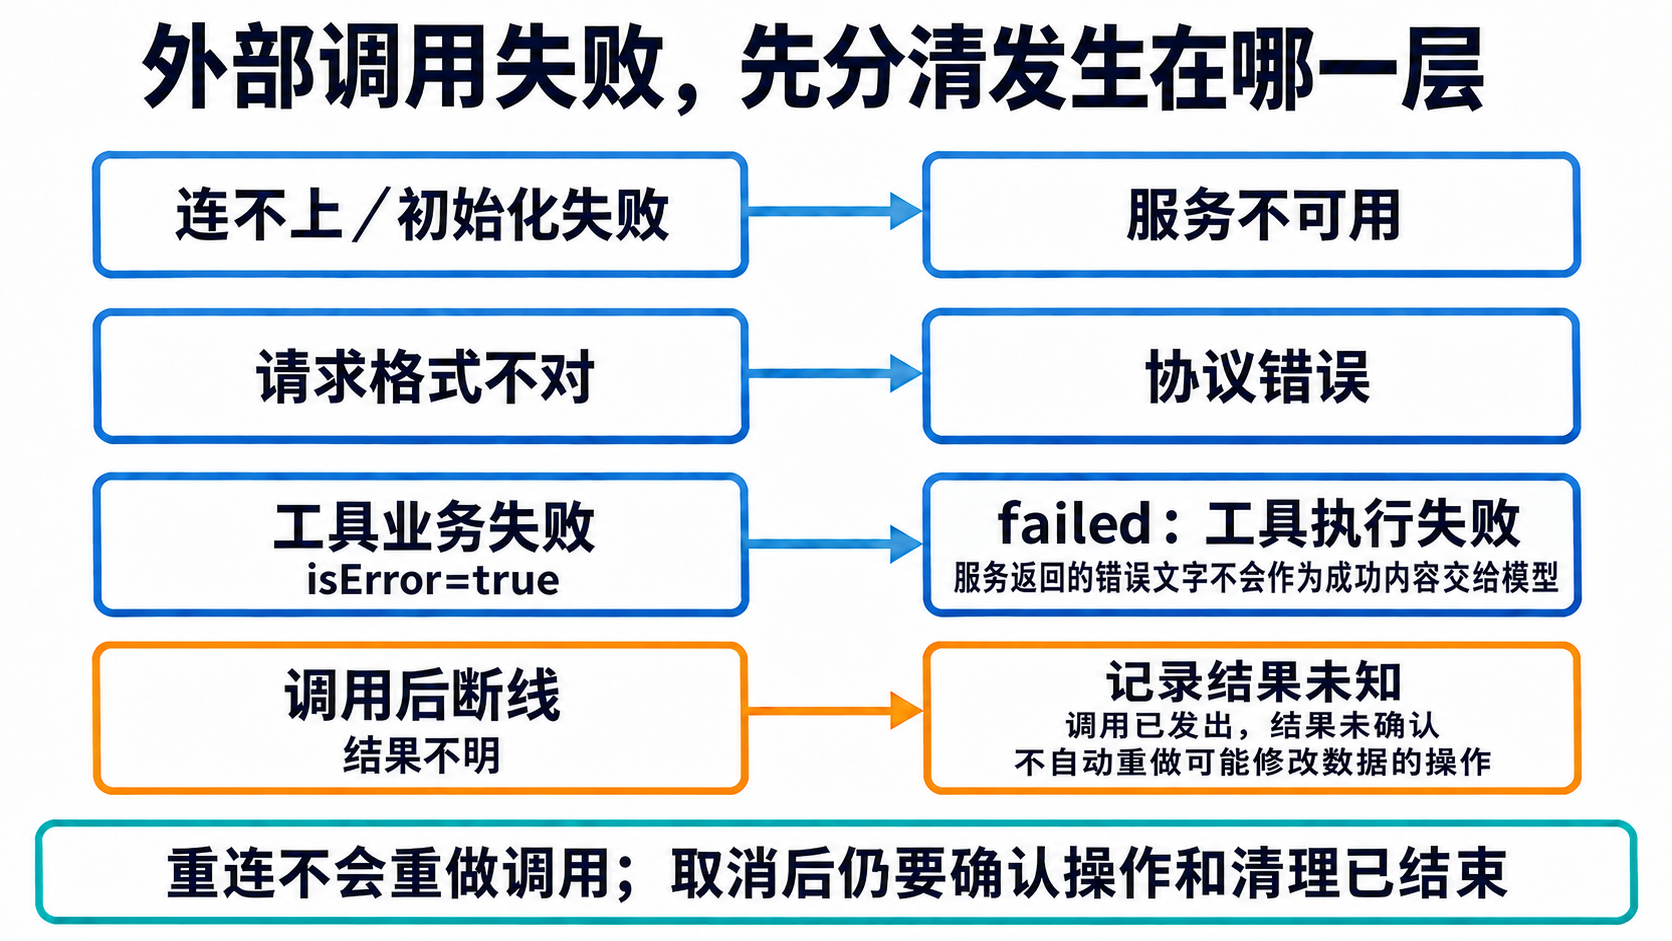 外部调用失败，先分清发生在哪一层
连不上／初始化失败
服务不可用
请求格式不对
协议错误
工具业务失败
isError=true
failed：工具执行失败
服务返回的错误文字不会作为成功内容交给模型
调用后断线
结果不明
记录结果未知
调用已发出，结果未确认
不自动重做可能修改数据的操作
重连不会重做调用；取消后仍要确认操作和清理已结束